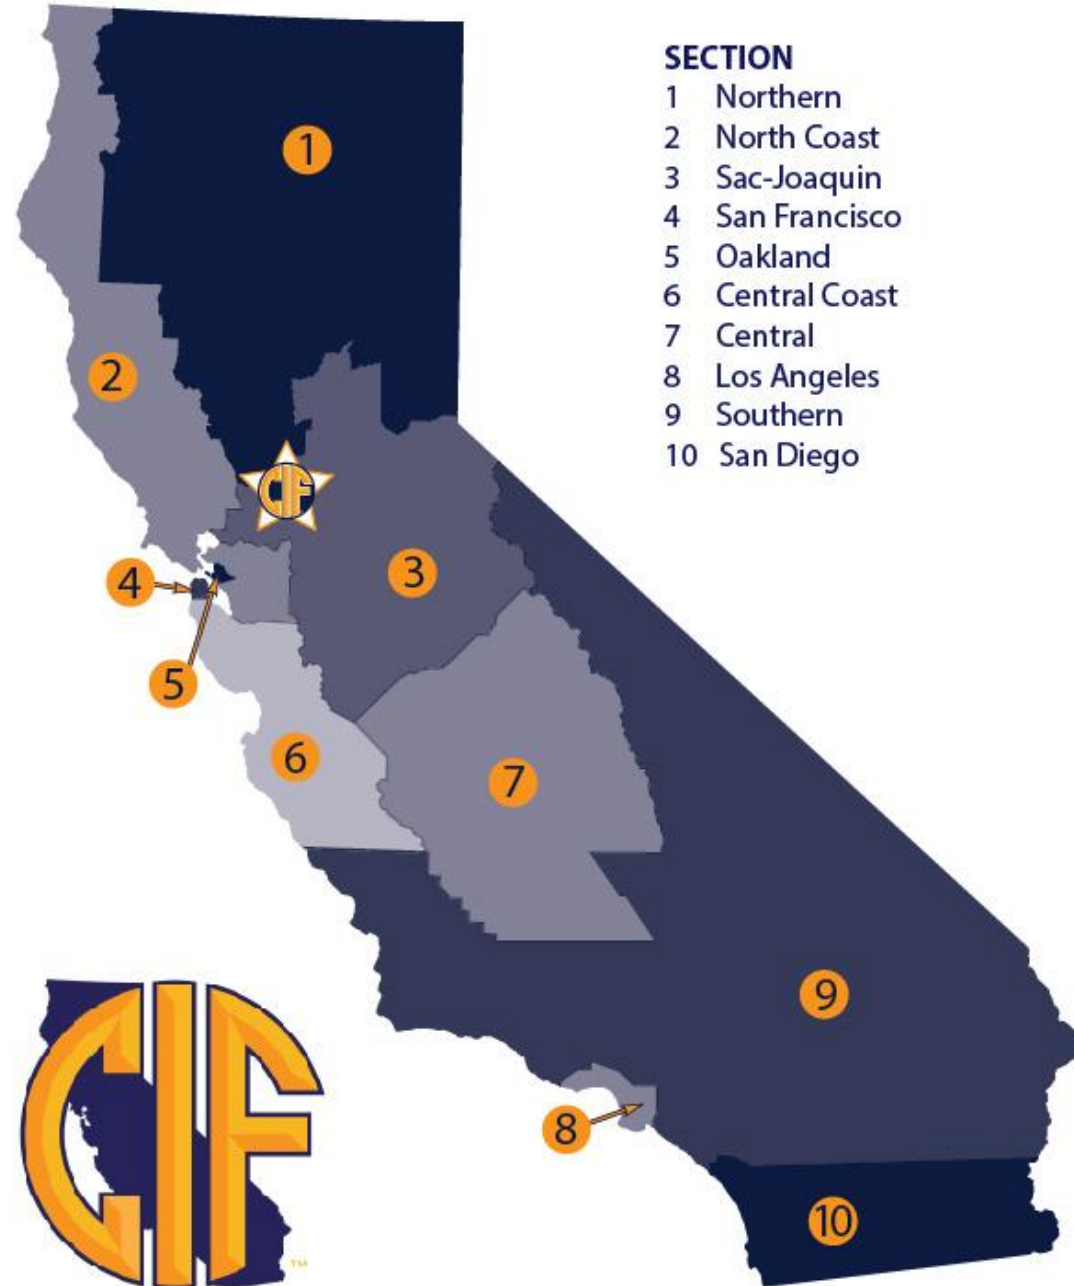 SECTION
1 Northern
2 North Coast
3 Sac-Joaquin
4 San Francisco
5 Oakland
6 Central Coast
7 Central
8 Los Angeles
9 Southern
10 San Diego
1
2
CIF
3
4
5
6
7
9
8
10
CIF
TM